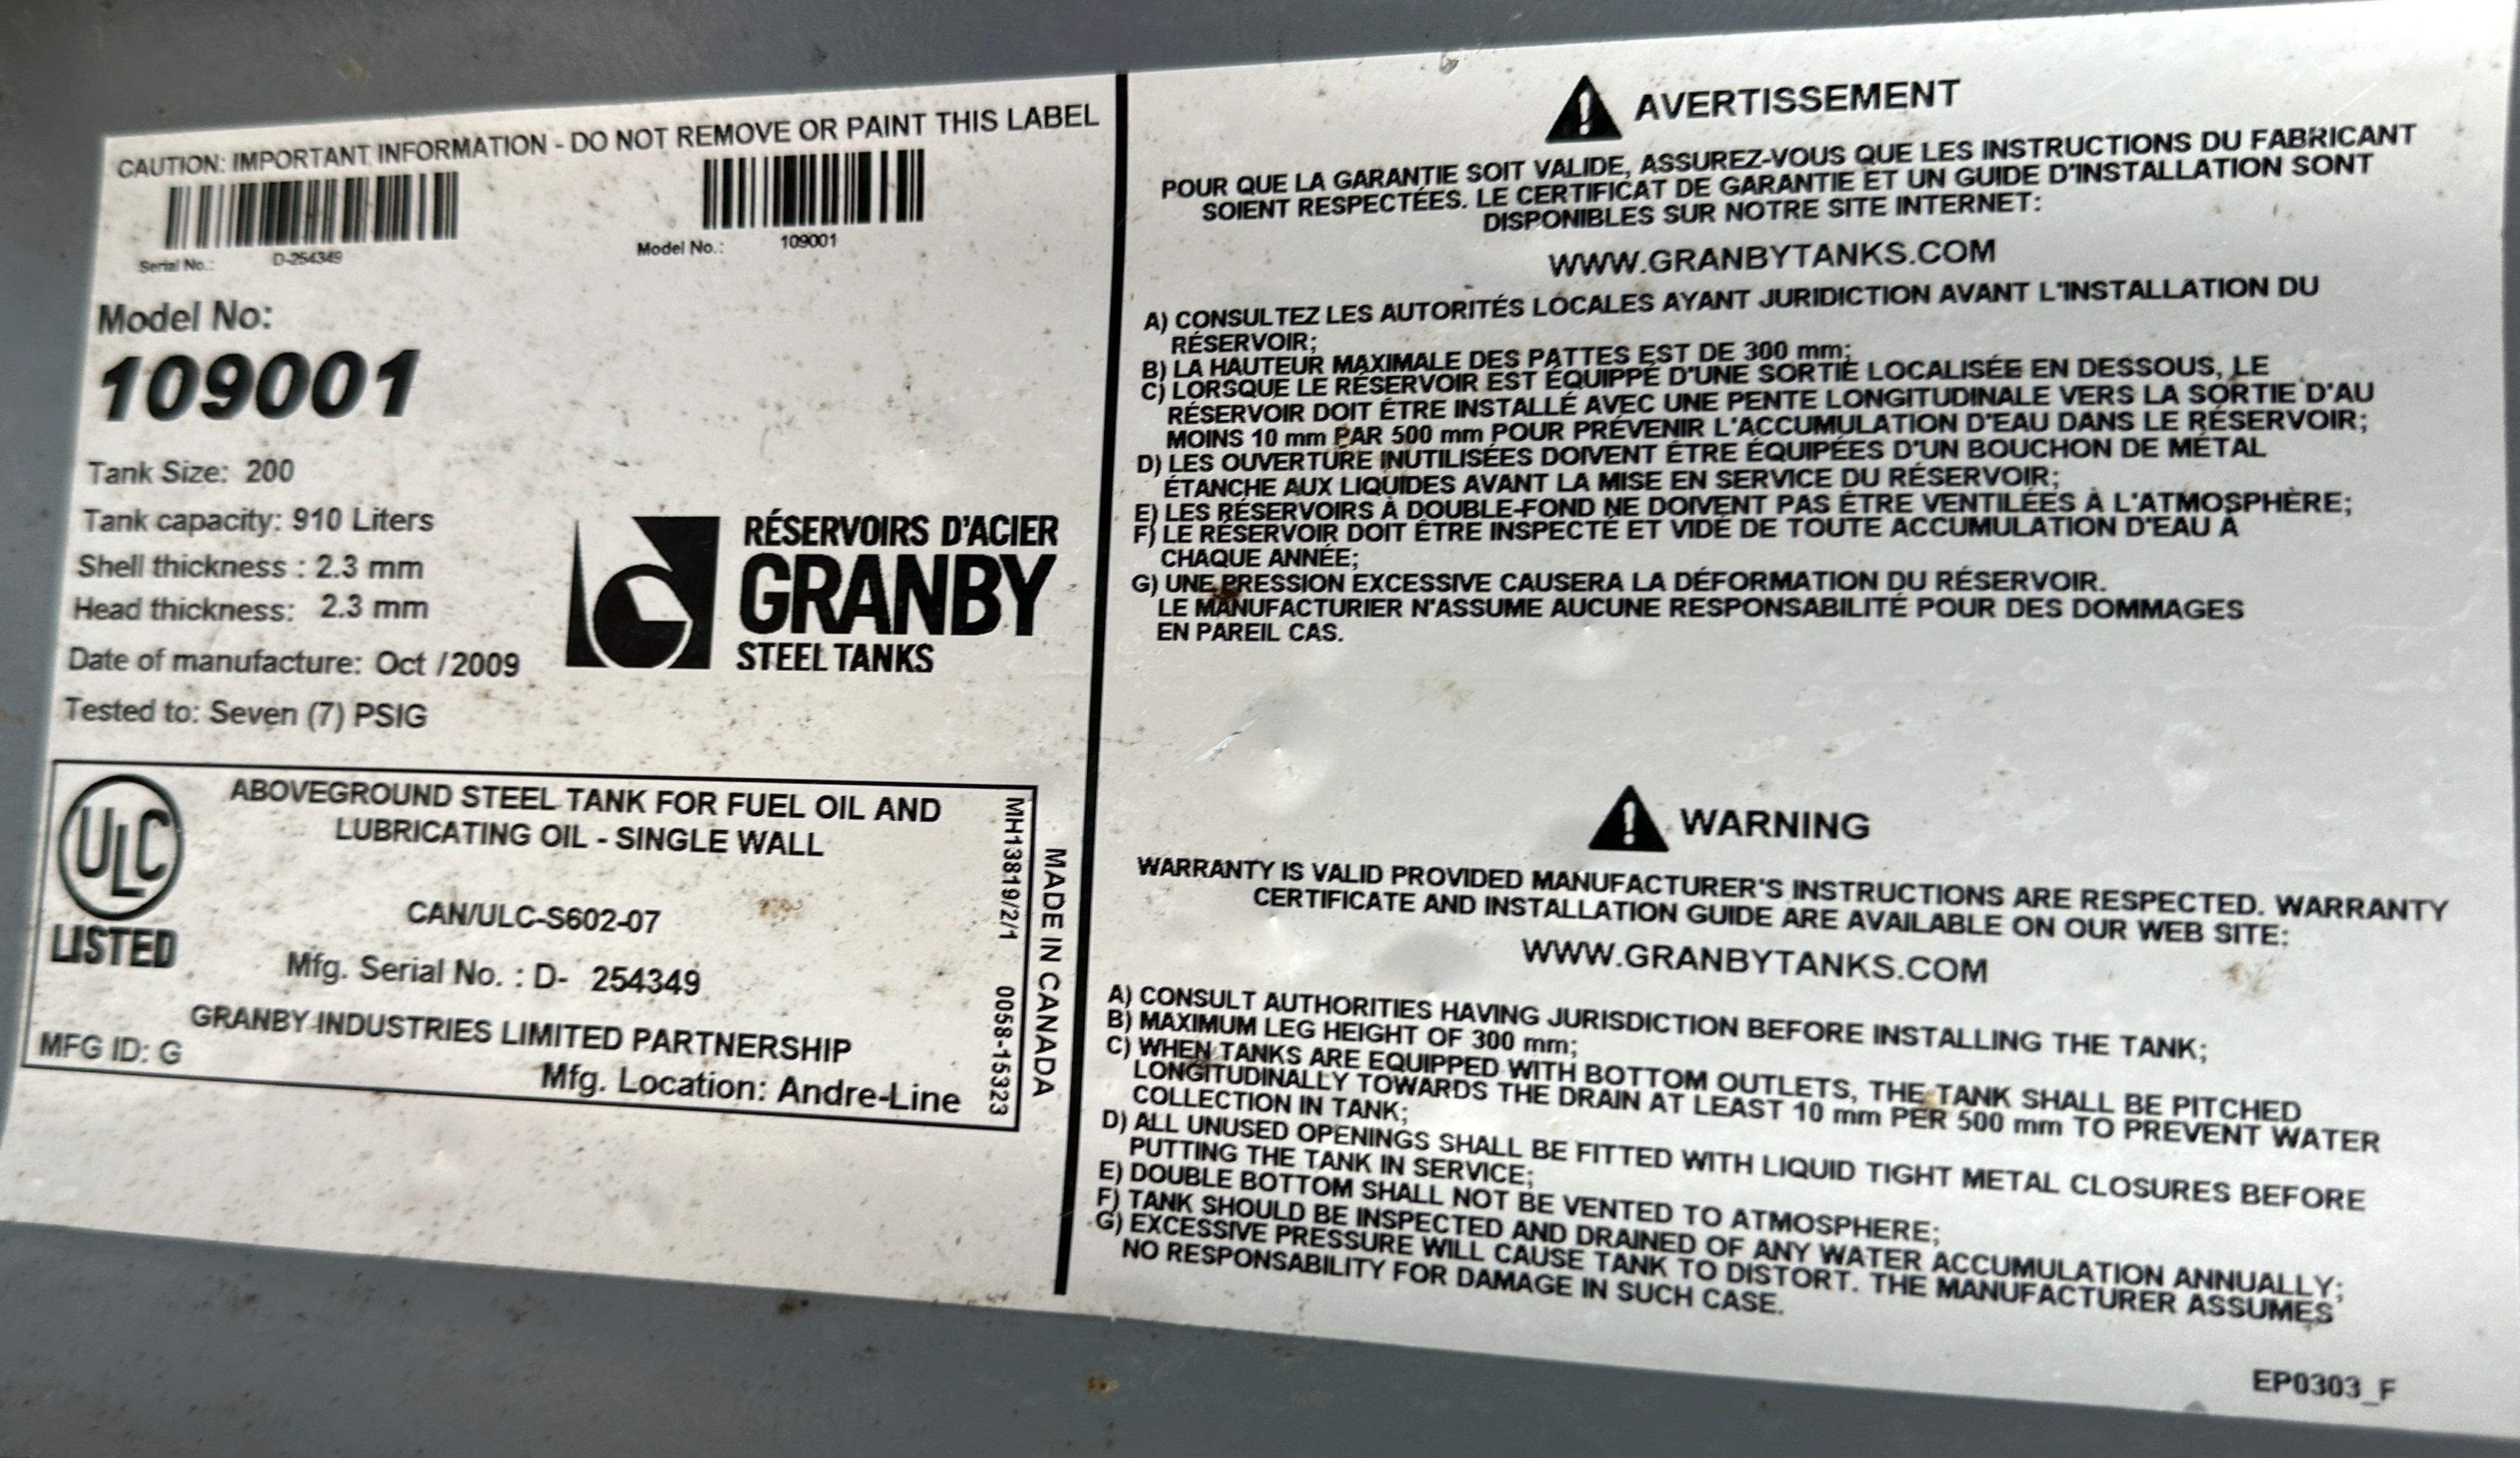 CAUTION: IMPORTANT INFORMATION - DO NOT REMOVE OR PAINT THIS LABEL
Serial No.: D-254349
Model No.: 109001
Model No:
109001
Tank Size: 200
Tank capacity: 910 Liters
Shell thickness : 2.3 mm
Head thickness: 2.3 mm
Date of manufacture: Oct /2009
Tested to: Seven (7) PSIG
RÉSERVOIRS D'ACIER
GRANBY
STEEL TANKS
ULC
LISTED
ABOVEGROUND STEEL TANK FOR FUEL OIL AND
LUBRICATING OIL - SINGLE WALL
CAN/ULC-S602-07
Mfg. Serial No. : D- 254349
GRANBY INDUSTRIES LIMITED PARTNERSHIP
MFG ID: G
Mfg. Location: Andre-Line
MH13819/2/1 0058-15323
MADE IN CANADA
AVERTISSEMENT
POUR QUE LA GARANTIE SOIT VALIDE, ASSUREZ-VOUS QUE LES INSTRUCTIONS DU FABRICANT
SOIENT RESPECTÉES. LE CERTIFICAT DE GARANTIE ET UN GUIDE D'INSTALLATION SONT
DISPONIBLES SUR NOTRE SITE INTERNET:
WWW.GRANBYTANKS.COM
A) CONSULTEZ LES AUTORITÉS LOCALES AYANT JURIDICTION AVANT L'INSTALLATION DU
RÉSERVOIR;
B) LA HAUTEUR MAXIMALE DES PATTES EST DE 300 mm;
C) LORSQUE LE RÉSERVOIR EST ÉQUIPPÉ D'UNE SORTIE LOCALISÉE EN DESSOUS, LE
RÉSERVOIR DOIT ÊTRE INSTALLÉ AVEC UNE PENTE LONGITUDINALE VERS LA SORTIE D'AU
MOINS 10 mm PAR 500 mm POUR PRÉVENIR L'ACCUMULATION D'EAU DANS LE RÉSERVOIR;
D) LES OUVERTURE INUTILISÉES DOIVENT ÊTRE ÉQUIPÉES D'UN BOUCHON DE MÉTAL
ÉTANCHE AUX LIQUIDES AVANT LA MISE EN SERVICE DU RÉSERVOIR;
E) LES RÉSERVOIRS À DOUBLE-FOND NE DOIVENT PAS ÊTRE VENTILÉES À L'ATMOSPHÈRE;
F) LE RÉSERVOIR DOIT ÊTRE INSPECTÉ ET VIDÉ DE TOUTE ACCUMULATION D'EAU À
CHAQUE ANNÉE;
G) UNE PRESSION EXCESSIVE CAUSERA LA DÉFORMATION DU RÉSERVOIR.
LE MANUFACTURIER N'ASSUME AUCUNE RESPONSABILITÉ POUR DES DOMMAGES
EN PAREIL CAS.
WARNING
WARRANTY IS VALID PROVIDED MANUFACTURER'S INSTRUCTIONS ARE RESPECTED. WARRANTY
CERTIFICATE AND INSTALLATION GUIDE ARE AVAILABLE ON OUR WEB SITE:
WWW.GRANBYTANKS.COM
A) CONSULT AUTHORITIES HAVING JURISDICTION BEFORE INSTALLING THE TANK;
B) MAXIMUM LEG HEIGHT OF 300 mm;
C) WHEN TANKS ARE EQUIPPED WITH BOTTOM OUTLETS, THE TANK SHALL BE PITCHED
LONGITUDINALLY TOWARDS THE DRAIN AT LEAST 10 mm PER 500 mm TO PREVENT WATER
COLLECTION IN TANK;
D) ALL UNUSED OPENINGS SHALL BE FITTED WITH LIQUID TIGHT METAL CLOSURES BEFORE
PUTTING THE TANK IN SERVICE;
E) DOUBLE BOTTOM SHALL NOT BE VENTED TO ATMOSPHERE;
F) TANK SHOULD BE INSPECTED AND DRAINED OF ANY WATER ACCUMULATION ANNUALLY;
G) EXCESSIVE PRESSURE WILL CAUSE TANK TO DISTORT. THE MANUFACTURER ASSUMES
NO RESPONSABILITY FOR DAMAGE IN SUCH CASE.
EP0303_F